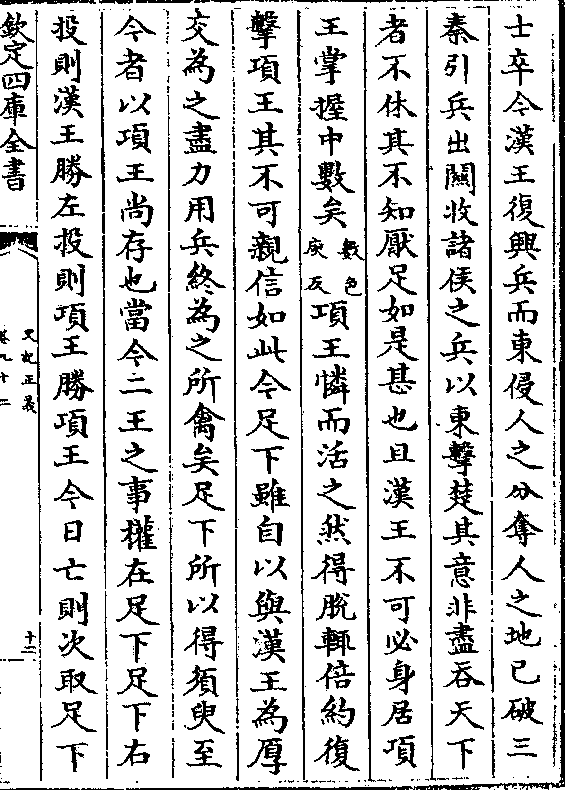 士卒今漢王復興兵而東侵人之分奪人之地已破三
秦引兵出關收諸侯之兵以東擊楚其意非盡吞天下
者不休其不知厭足如是甚也且漢王不可必身居項
王掌握中數矣數色庾反項王憐而活之然得脫輒倍約復
擊項王其不可親信如此今足下雖自以與漢王為厚
交為之盡力用兵終為之所禽矣足下所以得須臾至
今者以項王尚存也當今二王之事權在足下足下右
投則漢王勝左投則項王勝項王今日亡則次取足下
欽定四庫全書
史記正義
卷九十二
十二